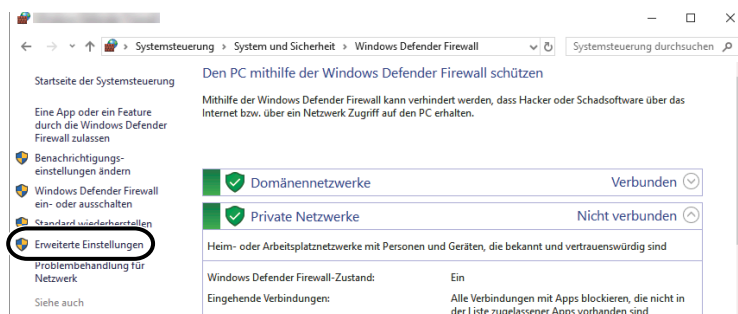 Systemsteuerung > System und Sicherheit > Windows Defender Firewall
Systemsteuerung durchsuchen
Startseite der Systemsteuerung
Eine App oder ein Feature
durch die Windows Defender
Firewall zulassen
Benachrichtigungs-
einstellungen ändern
Windows Defender Firewall
ein- oder ausschalten
Standard wiederherstellen
Erweiterte Einstellungen
Problembehandlung für
Netzwerk
Siehe auch
Den PC mithilfe der Windows Defender Firewall schützen
Mithilfe der Windows Defender Firewall kann verhindert werden, dass Hacker oder Schadsoftware über das
Internet bzw. über ein Netzwerk Zugriff auf den PC erhalten.
Domänennetzwerke Verbunden
Private Netzwerke Nicht verbunden
Heim- oder Arbeitsplatznetzwerke mit Personen und Geräten, die bekannt und vertrauenswürdig sind
Windows Defender Firewall-Zustand: Ein
Eingehende Verbindungen: Alle Verbindungen mit Apps blockieren, die nicht in
der Liste zugelassener Apps vorhanden sind